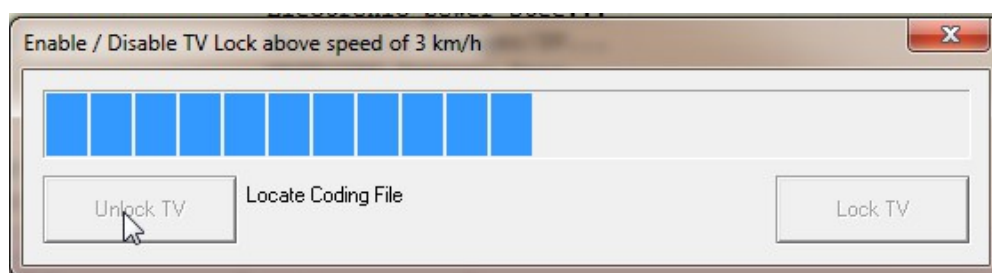 Enable / Disable TV Lock above speed of 3 km/h
Unlock TV
Locate Coding File
Lock TV